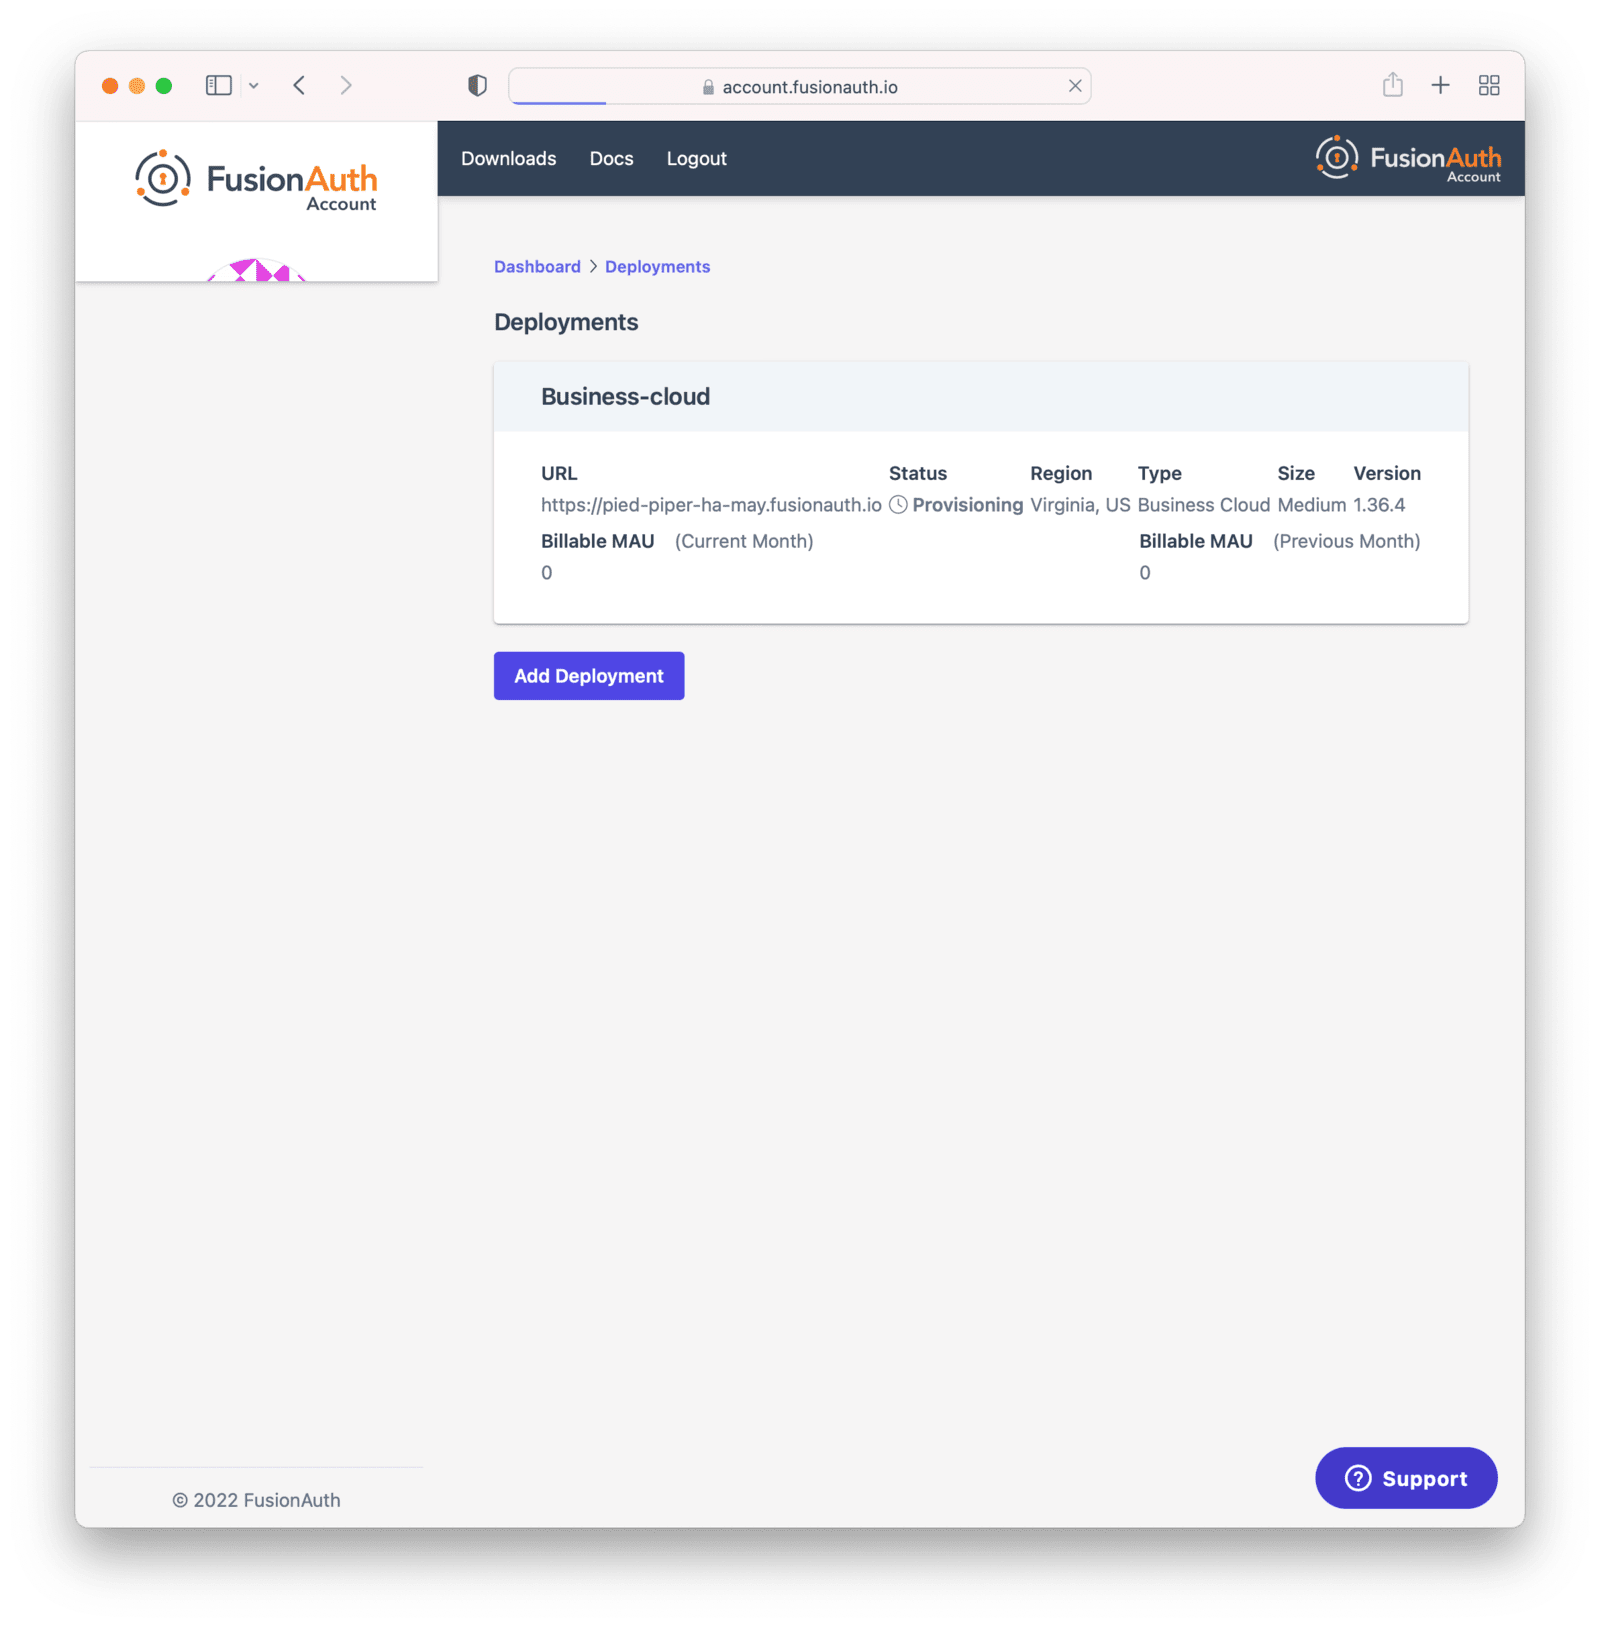 account.fusionauth.io
FusionAuth
Account
Downloads Docs Logout
FusionAuth
Account
Dashboard > Deployments
Deployments
Business-cloud
URL Status Region Type Size Version
https://pied-piper-ha-may.fusionauth.io Provisioning Virginia, US Business Cloud Medium 1.36.4
Billable MAU (Current Month) Billable MAU (Previous Month)
0 0
Add Deployment
? Support
© 2022 FusionAuth